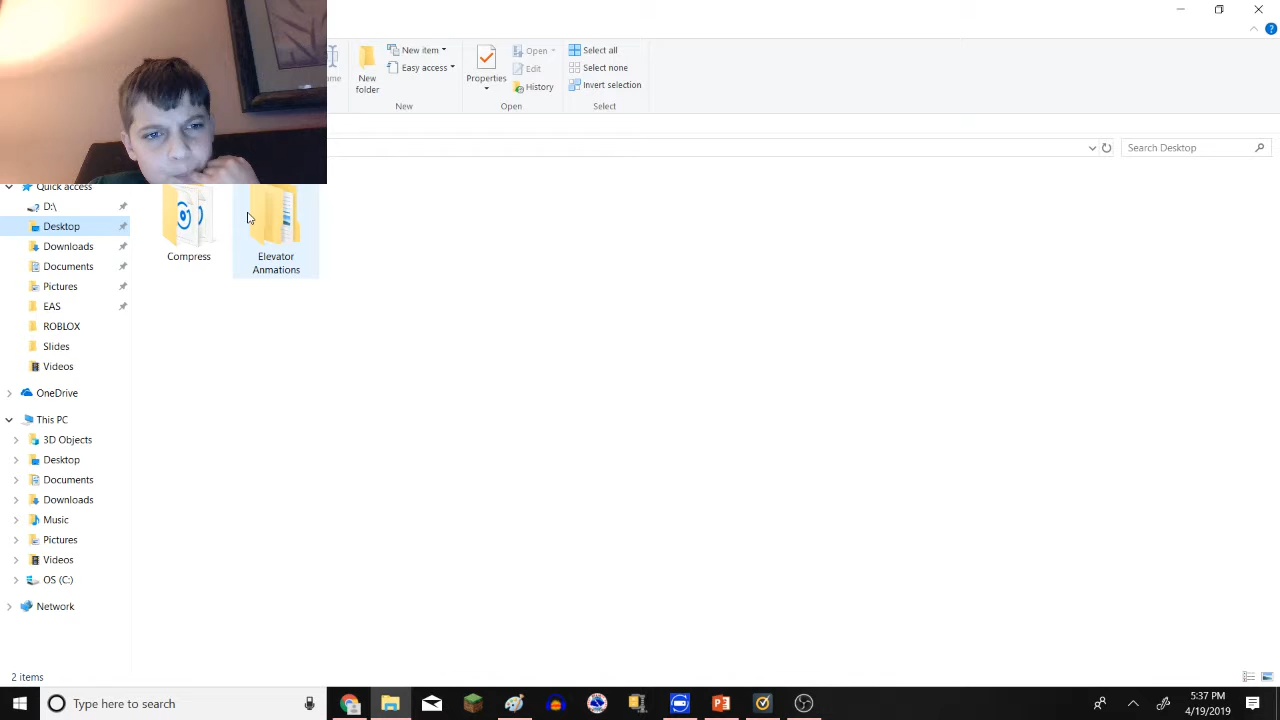 New item
Easy access
New
folder
New
Properties
Open
Edit
History
Open
Select all
Select none
Invert selection
Select
Search Desktop
Quick access
D:\
Desktop
Downloads
Documents
Pictures
EAS
ROBLOX
Slides
Videos
OneDrive
This PC
3D Objects
Desktop
Documents
Downloads
Music
Pictures
Videos
OS (C:)
Network
Compress
Elevator
Anmations
2 items
Type here to search
5:37 PM
4/19/2019